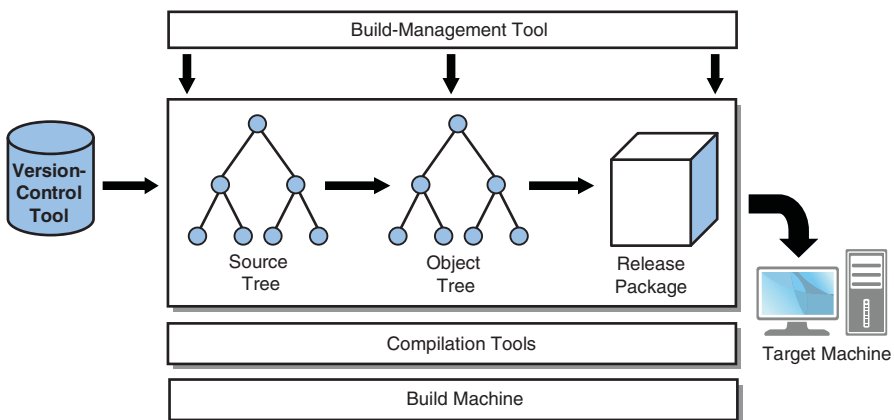 Build-Management Tool
Version-
Control
Tool
Source
Tree
Object
Tree
Release
Package
Compilation Tools
Target Machine
Build Machine